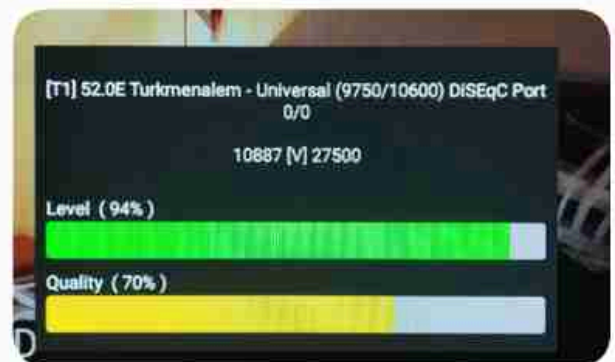 [T1] 52.0E Turkmenalem - Universal (9750/10600) DiSEqC Port
0/0
10887 [V] 27500
Level ( 94% )
Quality ( 70% )
D